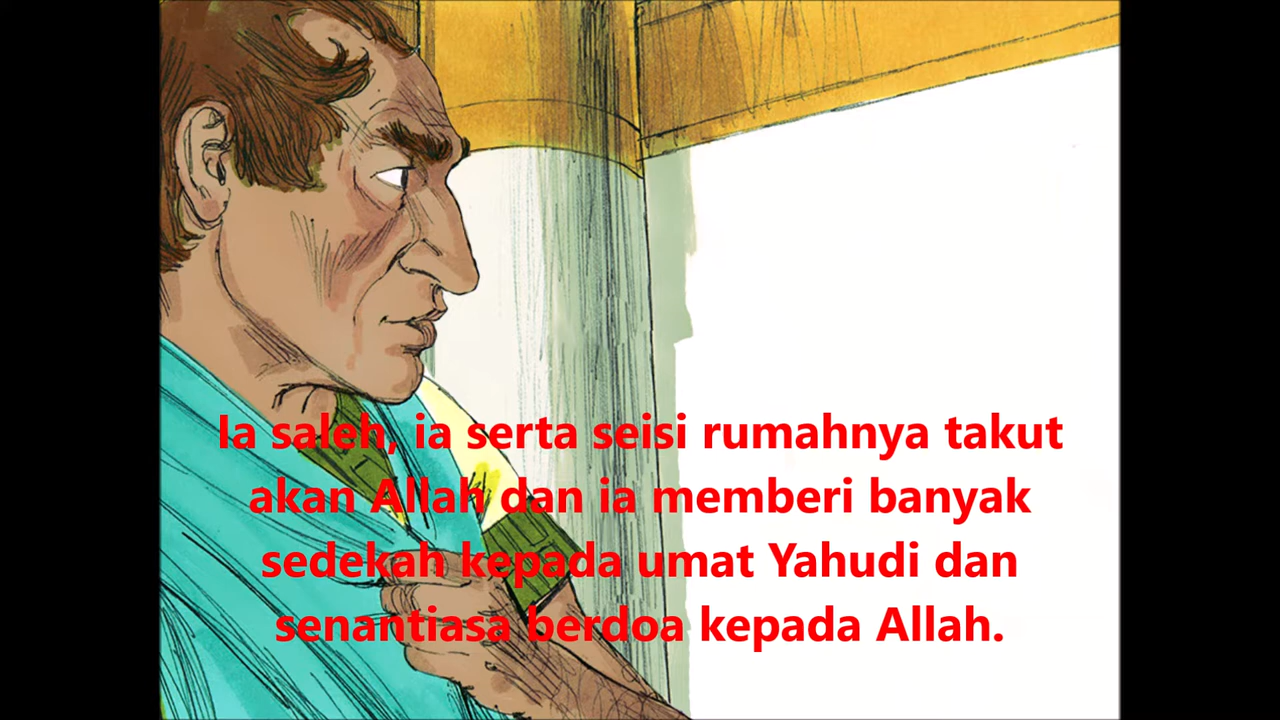 Ia saleh, ia serta seisi rumahnya takut
akan Allah dan ia memberi banyak
sedekah kepada umat Yahudi dan
senantiasa berdoa kepada Allah.